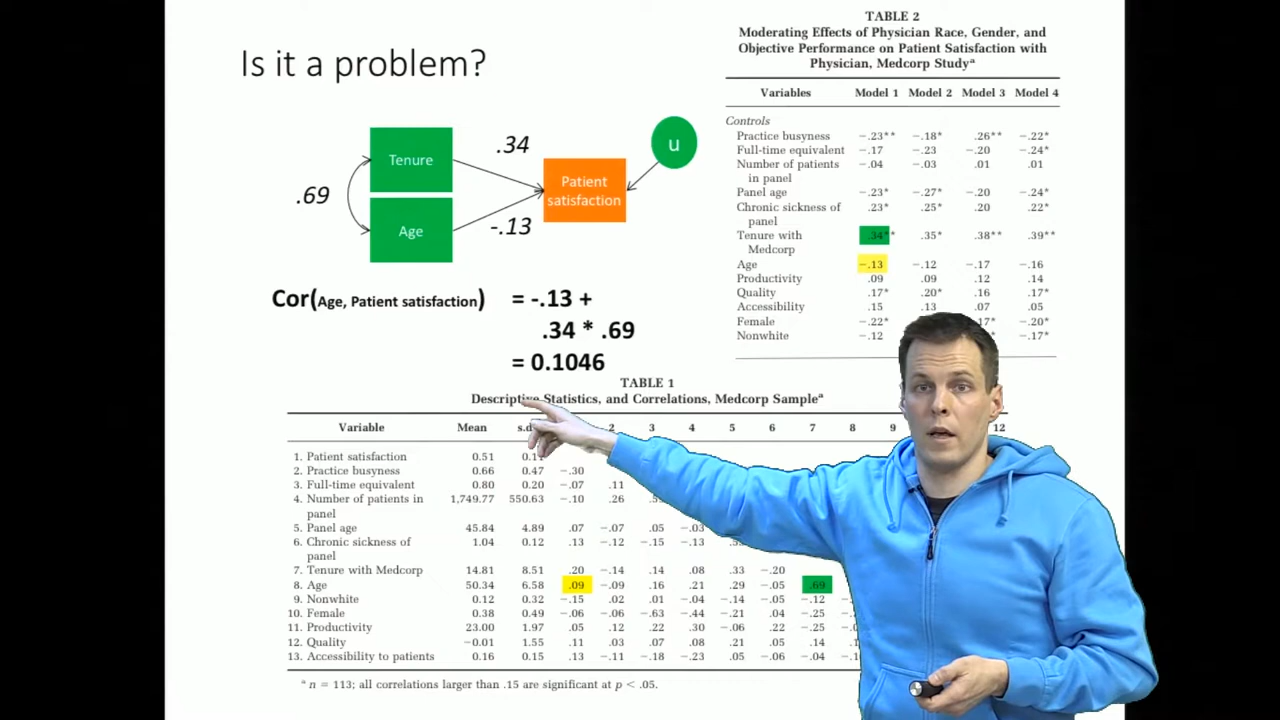 Is it a problem?
Tenure
Age
.69
.34
-.13
Patient
satisfaction
u
Cor(Age, Patient satisfaction) = -.13 +
.34 * .69
= 0.1046
TABLE 2
Moderating Effects of Physician Race, Gender, and
Objective Performance on Patient Satisfaction with
Physician, Medcorp Studyª
Variables Model 1 Model 2 Model 3 Model 4
Controls
Practice busyness −.23** −.18* .26** −.22*
Full-time equivalent −.17 −.23 −.20 −.24*
Number of patients −.04 −.03 .01 .01
in panel
Panel age −.23* −.27* −.20 −.24*
Chronic sickness of .23* .25* .20 .22*
panel
Tenure with .34** .35* .38** .39**
Medcorp
Age −.13 −.12 −.17 −.16
Productivity .09 .09 .12 .14
Quality .17* .20* .16 .17*
Accessibility .15 .13 .07 .05
Female −.22* 17* −.20*
Nonwhite −.12 −.17*
TABLE 1
Descriptive Statistics, and Correlations, Medcorp Sampleª
Variable Mean s.d. 2 3 4 5 6 7 8 9 12
1. Patient satisfaction 0.51
2. Practice busyness 0.66 0.47 −.30
3. Full-time equivalent 0.80 0.20 −.07 .11
4. Number of patients in 1,749.77 550.63 −.10 .26
panel
5. Panel age 45.84 4.89 .07 −.07 .05 −.03
6. Chronic sickness of 1.04 0.12 .13 −.12 −.15 −.13
panel
7. Tenure with Medcorp 14.81 8.51 .20 −.14 .14 .08 .33 −.20
8. Age 50.34 6.58 .09 −.09 .16 .21 .29 −.05 .69
9. Nonwhite 0.12 0.32 −.15 .02 .01 −.04 −.14 −.05 −.12
10. Female 0.38 0.49 −.06 −.06 −.63 −.44 −.21 .04 −.25
11. Productivity 23.00 1.97 .05 .12 .22 .30 −.06 .22 −.25
12. Quality −0.01 1.55 .11 .03 .07 .08 .21 .05 .14
13. Accessibility to patients 0.16 0.15 .13 −.11 −.18 −.23 .05 −.06 −.04
ª n = 113; all correlations larger than .15 are significant at p < .05.